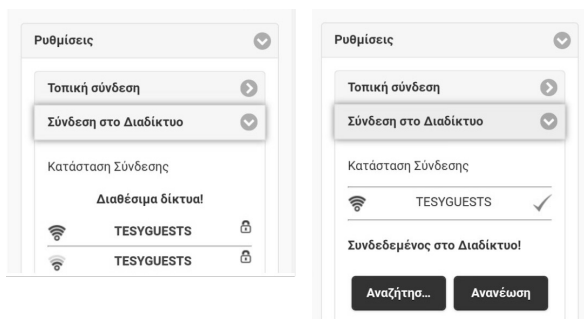 Ρυθμίσεις
Τοπική σύνδεση
Σύνδεση στο Διαδίκτυο
Κατάσταση Σύνδεσης
Διαθέσιμα δίκτυα!
TESYGUESTS
TESYGUESTS
Ρυθμίσεις
Τοπική σύνδεση
Σύνδεση στο Διαδίκτυο
Κατάσταση Σύνδεσης
TESYGUESTS
Συνδεδεμένος στο Διαδίκτυο!
Αναζήτησ... Ανανέωση